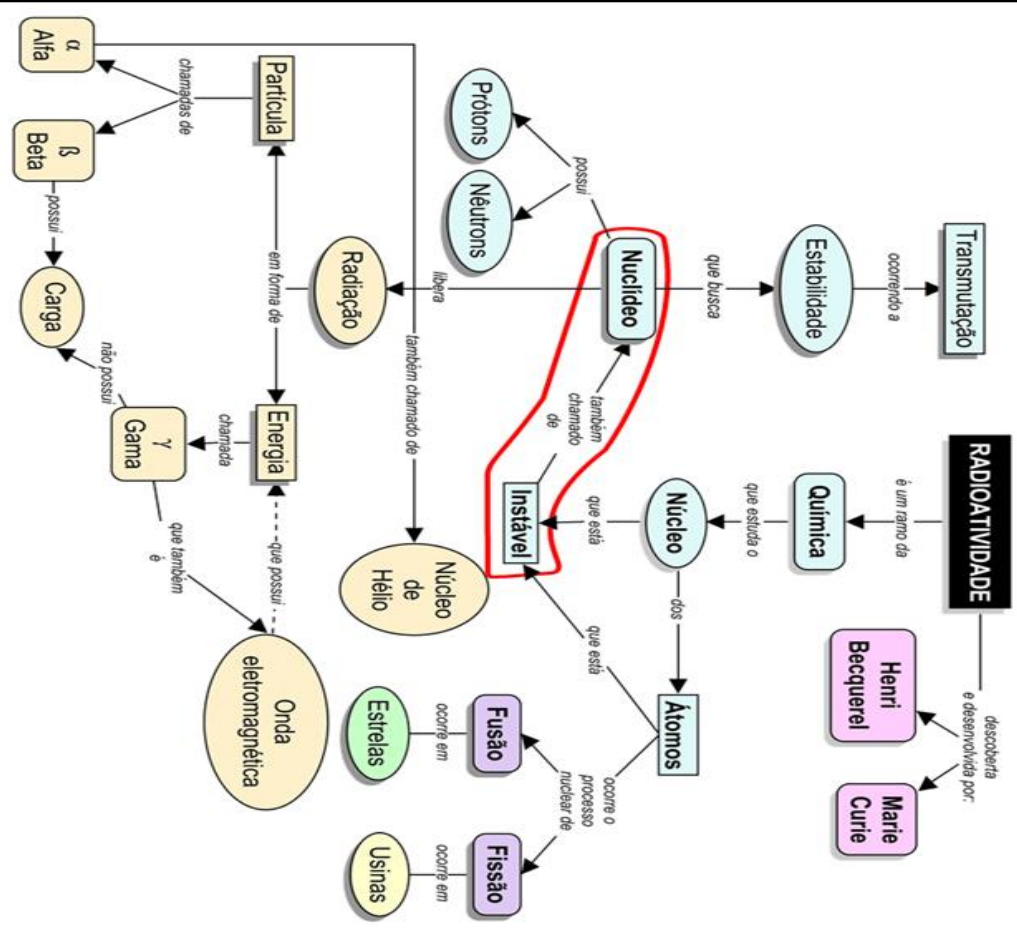 RADIOATIVIDADE
descoberta
e desenvolvida por:
Henri
Becquerel
Marie
Curie
é um ramo da
Química
que estuda o
Núcleo
dos
Átomos
que está
que está
Instável
também
chamado
de
Nuclídeo
que busca
Estabilidade
ocorrendo a
Transmutação
possui
Prótons
Nêutrons
libera
Radiação
em forma de
Partícula
Energia
chamadas de
α
Alfa
ß
Beta
também chamado de
Núcleo
de
Hélio
possui
Carga
não possui
chamada
γ
Gama
que também
é
Onda
eletromagnética
que possui
ocorre o
processo
nuclear de
Fusão
Fissão
ocorre em
ocorre em
Estrelas
Usinas